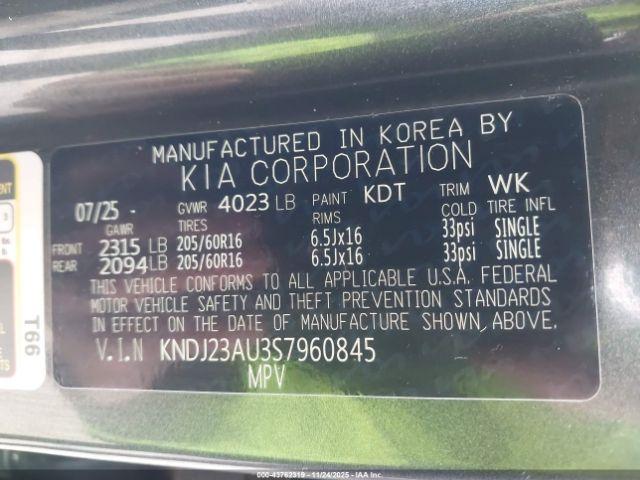 MANUFACTURED IN KOREA BY
KIA CORPORATION
07/25 - GVWR 4023 LB PAINT KDT TRIM WK
GAWR TIRES RIMS COLD TIRE INFL
FRONT 2315 LB 205/60R16 6.5Jx16 33psi SINGLE
REAR 2094 LB 205/60R16 6.5Jx16 33psi SINGLE
THIS VEHICLE CONFORMS TO ALL APPLICABLE U.S.A. FEDERAL
MOTOR VEHICLE SAFETY AND THEFT PREVENTION STANDARDS
IN EFFECT ON THE DATE OF MANUFACTURE SHOWN, ABOVE.
V.I.N KNDJ23AU3S7960845
MPV
T66
000-43762319 - 11/24/2025 - IAA Inc.